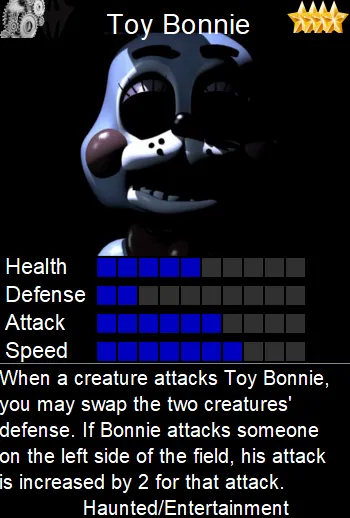 Toy Bonnie
Health
Defense
Attack
Speed
When a creature attacks Toy Bonnie,
you may swap the two creatures'
defense. If Bonnie attacks someone
on the left side of the field, his attack
is increased by 2 for that attack.
Haunted/Entertainment